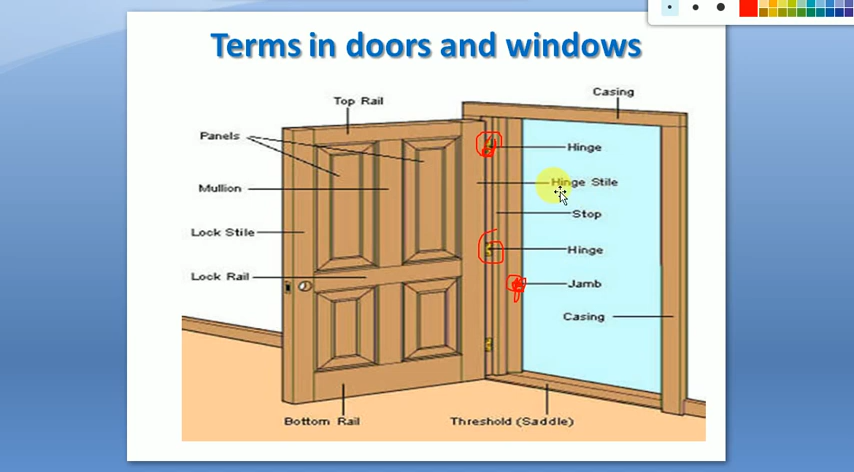 Terms in doors and windows
Casing
Top Rail
Panels
Hinge
Hinge Stile
Mullion
Stop
Lock Stile
Hinge
Lock Rail
Jamb
Casing
Bottom Rail
Threshold (Saddle)